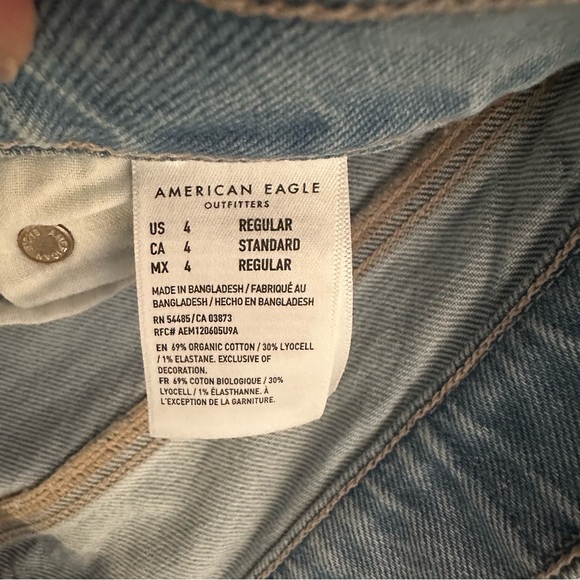 AMERICAN EAGLE
OUTFITTERS
US 4 REGULAR
CA 4 STANDARD
MX 4 REGULAR
MADE IN BANGLADESH / FABRIQUÉ AU
BANGLADESH / HECHO EN BANGLADESH
RN 54485/CA 03873
RFC# AEM120605U9A
EN 69% ORGANIC COTTON / 30% LYOCELL
/ 1% ELASTANE. EXCLUSIVE OF
DECORATION.
FR 69% COTON BIOLOGIQUE / 30%
LYOCELL / 1% ÉLASTHANNE. À
L'EXCEPTION DE LA GARNITURE.